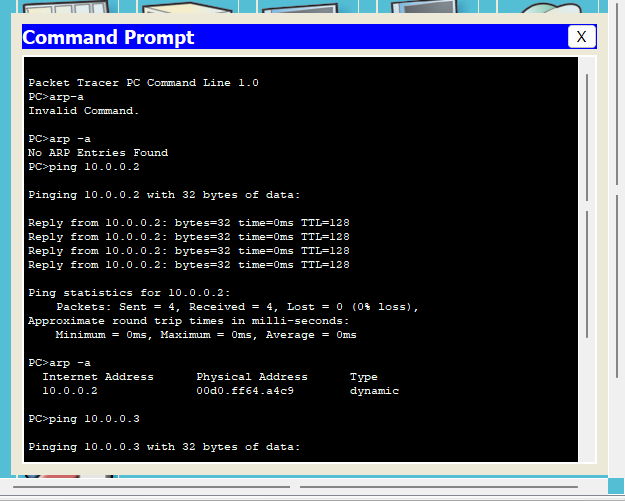 Command Prompt
X
Packet Tracer PC Command Line 1.0
PC>arp-a
Invalid Command.
PC>arp -a
No ARP Entries Found
PC>ping 10.0.0.2
Pinging 10.0.0.2 with 32 bytes of data:
Reply from 10.0.0.2: bytes=32 time=0ms TTL=128
Reply from 10.0.0.2: bytes=32 time=0ms TTL=128
Reply from 10.0.0.2: bytes=32 time=0ms TTL=128
Reply from 10.0.0.2: bytes=32 time=0ms TTL=128
Ping statistics for 10.0.0.2:
Packets: Sent = 4, Received = 4, Lost = 0 (0% loss),
Approximate round trip times in milli-seconds:
Minimum = 0ms, Maximum = 0ms, Average = 0ms
PC>arp -a
Internet Address Physical Address Type
10.0.0.2 00d0.ff64.a4c9 dynamic
PC>ping 10.0.0.3
Pinging 10.0.0.3 with 32 bytes of data: